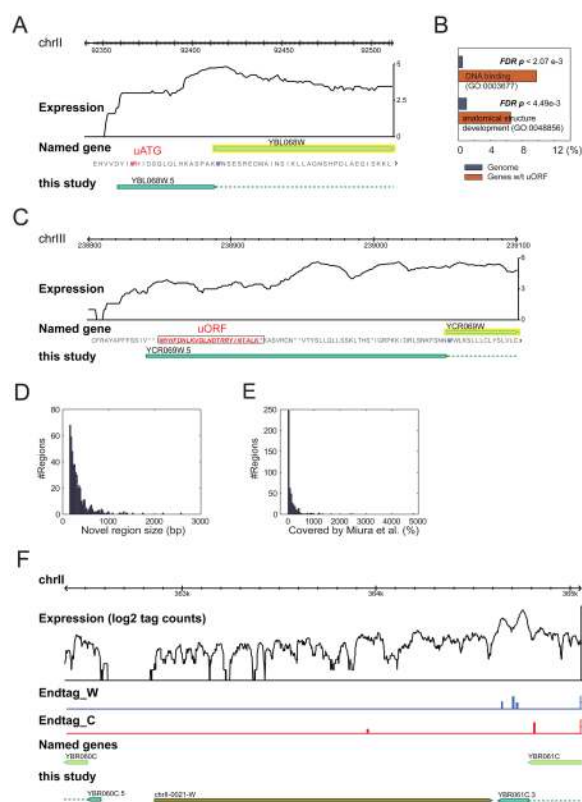 A
B
chrII
92350 92400 92450 92500
Expression
5
2.5
0
Named gene
uATG
YBL068W
this study
YBL068W.5
FDR p < 2.07 e-3
DNA binding
(GO 0003677)
FDR p < 4.49e-3
anatomical structure
development (GO 0048856)
0 4 8 12 (%)
Genome
Genes w/t uORF
C
chrIII
238800 238900 239000 239100
Expression
6
3
0
Named gene
uORF
YCR069W
this study
YCR069W.5
D
#Regions
80
60
40
20
0
0 1000 2000 3000
Novel region size (bp)
E
#Regions
250
200
150
100
50
0
0 1000 2000 3000 4000 5000
Covered by Miura et al. (%)
F
chrII
363k 364k 365k
Expression (log2 tag counts)
Endtag_W
Endtag_C
Named genes
YBR060C
YBR061C
this study
YBR060C.5
chrII-0521-W
YBR061C.3